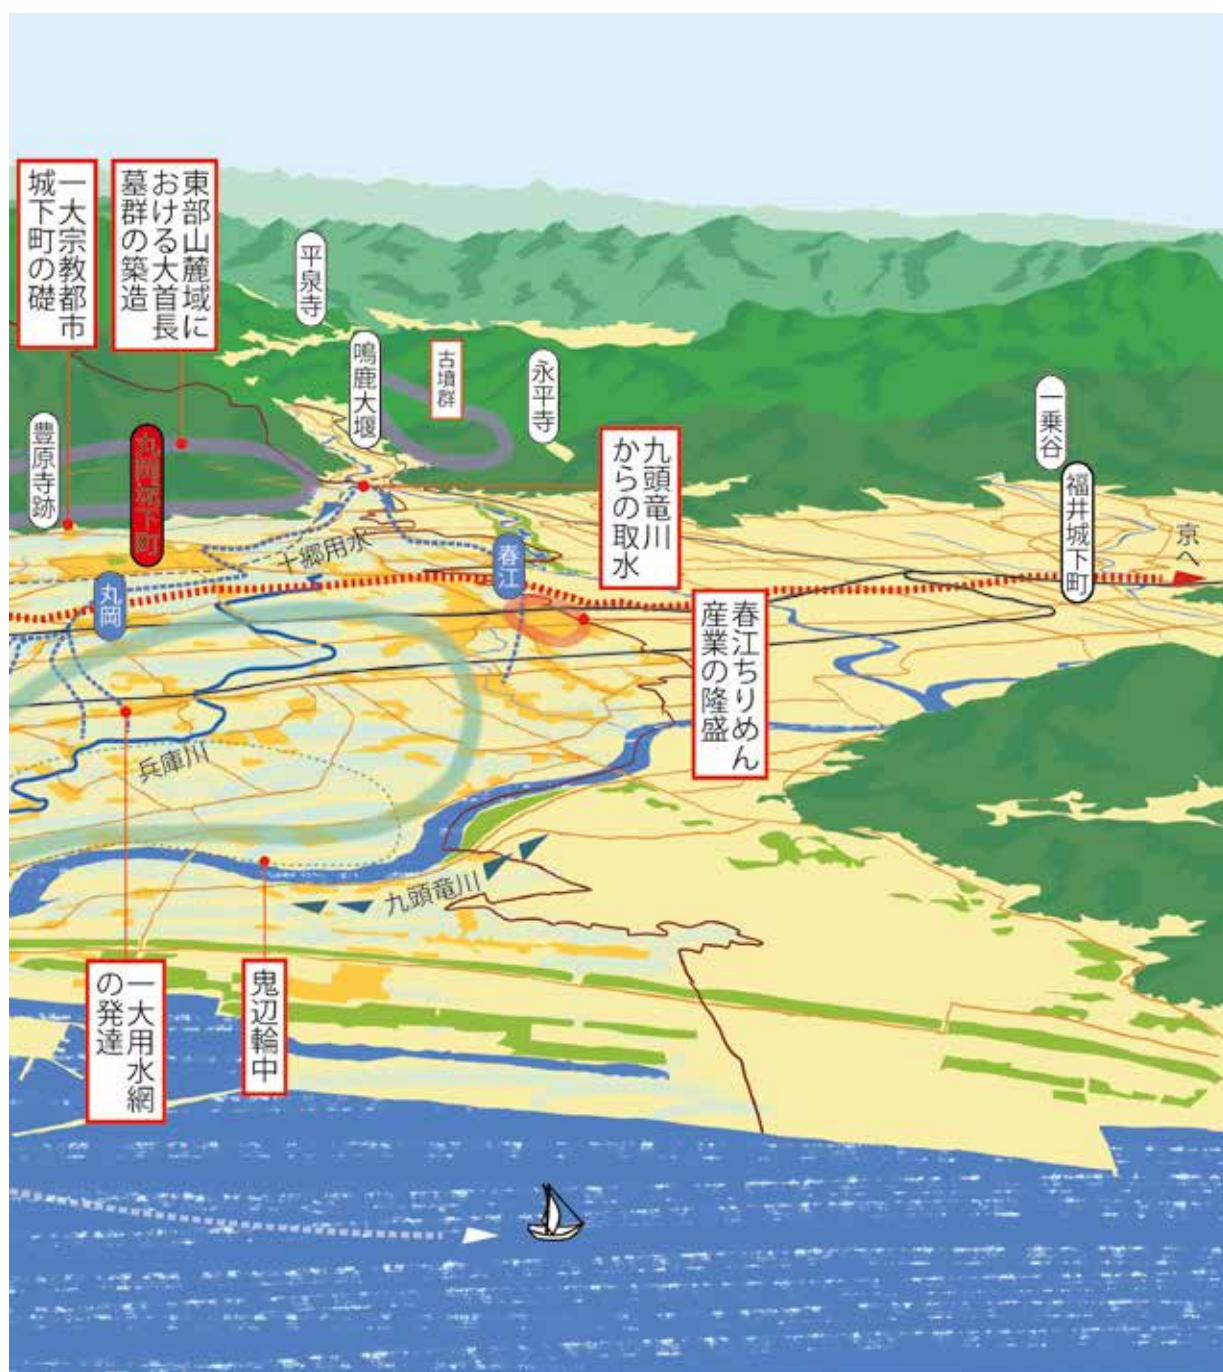 東部山麓域に
おける大首長
墓群の築造
一大宗教都市
城下町の礎
平泉寺
鳴鹿大堰
古墳群
永平寺
一乗谷
福井城下町
京へ
九頭竜川
からの取水
豊原寺跡
丸岡城下町
十郷用水
春江
丸岡
春江ちりめん
産業の隆盛
兵庫川
九頭竜川
一大用水網
の発達
鬼辺輪中